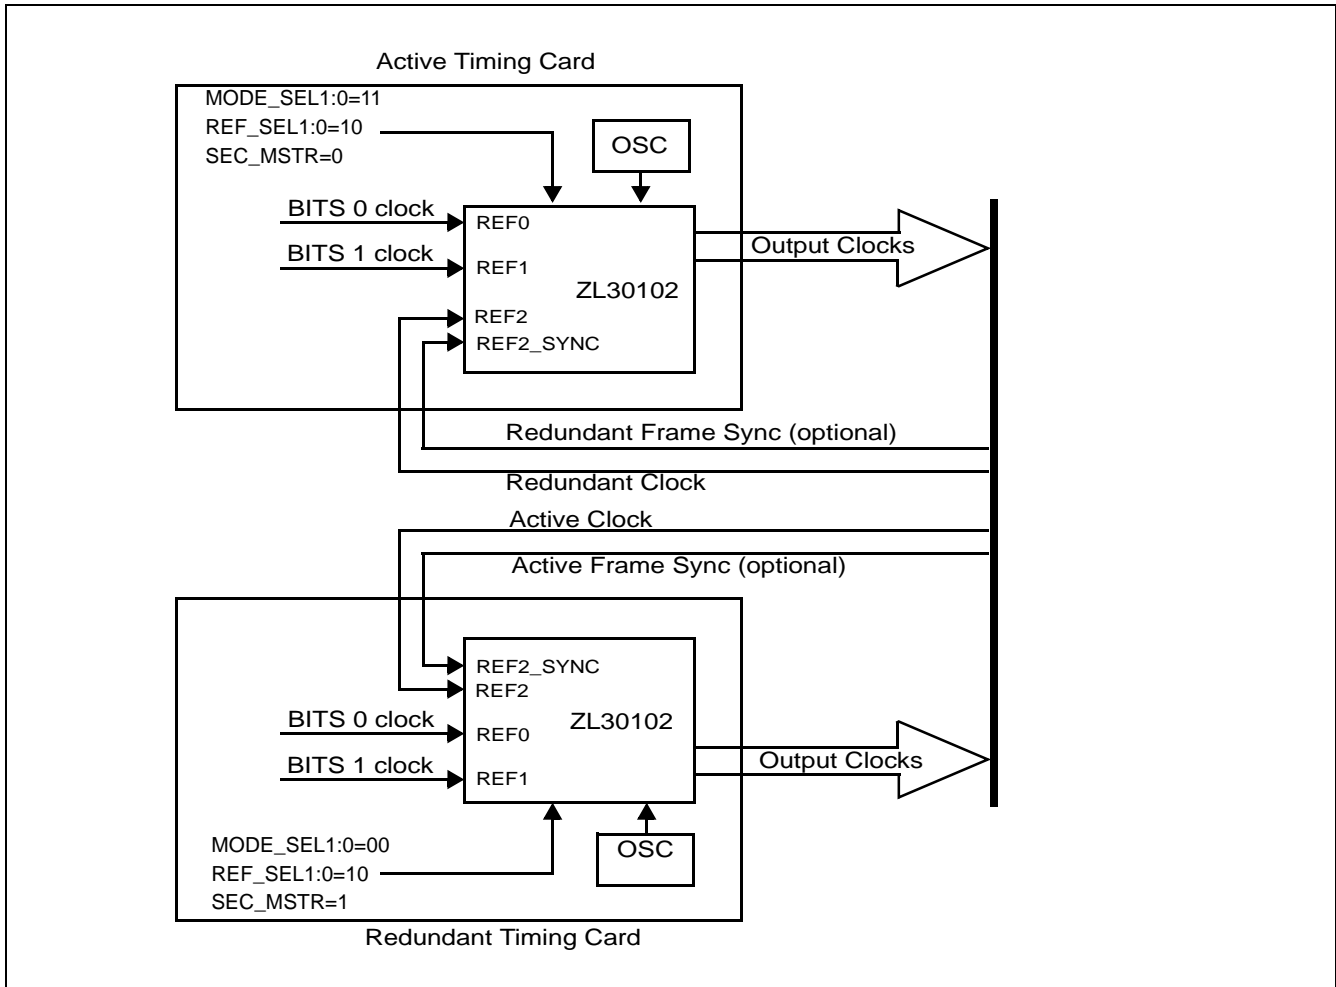 Active Timing Card
MODE_SEL1:0=11
REF_SEL1:0=10
SEC_MSTR=0
OSC
BITS 0 clock
REF0
BITS 1 clock
REF1
ZL30102
REF2
REF2_SYNC
Output Clocks
Redundant Frame Sync (optional)
Redundant Clock
Active Clock
Active Frame Sync (optional)
REF2_SYNC
REF2
BITS 0 clock
REF0
ZL30102
BITS 1 clock
REF1
Output Clocks
MODE_SEL1:0=00
REF_SEL1:0=10
SEC_MSTR=1
OSC
Redundant Timing Card